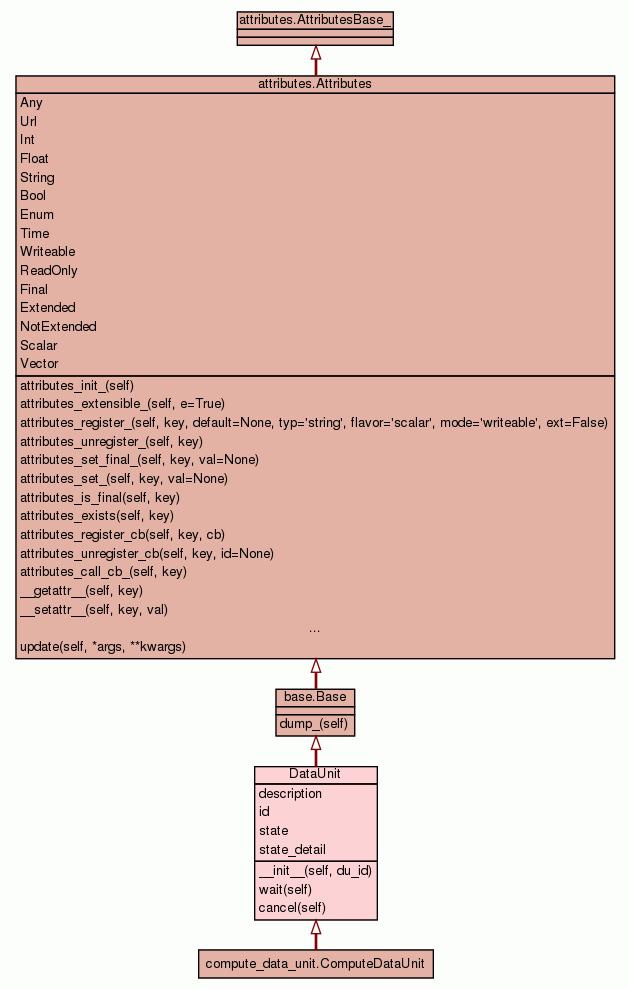 attributes.AttributesBase_
attributes.Attributes
Any
Url
Int
Float
String
Bool
Enum
Time
Writeable
ReadOnly
Final
Extended
NotExtended
Scalar
Vector
attributes_init_(self)
attributes_extensible_(self, e=True)
attributes_register_(self, key, default=None, typ='string', flavor='scalar', mode='writeable', ext=False)
attributes_unregister_(self, key)
attributes_set_final_(self, key, val=None)
attributes_set_(self, key, val=None)
attributes_is_final(self, key)
attributes_exists(self, key)
attributes_register_cb(self, key, cb)
attributes_unregister_cb(self, key, id=None)
attributes_call_cb_(self, key)
__getattr__(self, key)
__setattr__(self, key, val)
...
update(self, *args, **kwargs)
base.Base
dump_(self)
DataUnit
description
id
state
state_detail
__init__(self, du_id)
wait(self)
cancel(self)
compute_data_unit.ComputeDataUnit